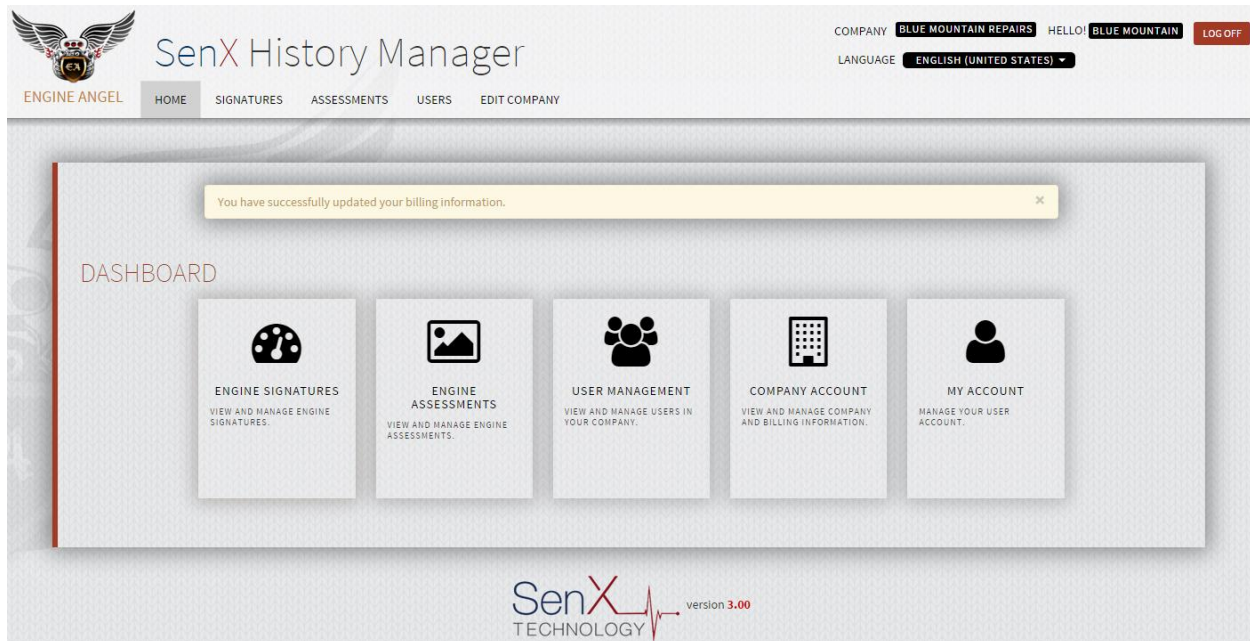 COMPANY BLUE MOUNTAIN REPAIRS HELLO! BLUE MOUNTAIN LOG OFF
SenX History Manager
LANGUAGE ENGLISH (UNITED STATES)
EA
ENGINE ANGEL
HOME SIGNATURES ASSESSMENTS USERS EDIT COMPANY
You have successfully updated your billing information. ×
DASHBOARD
ENGINE SIGNATURES
VIEW AND MANAGE ENGINE
SIGNATURES.
ENGINE
ASSESSMENTS
VIEW AND MANAGE ENGINE
ASSESSMENTS.
USER MANAGEMENT
VIEW AND MANAGE USERS IN
YOUR COMPANY.
COMPANY ACCOUNT
VIEW AND MANAGE COMPANY
AND BILLING INFORMATION.
MY ACCOUNT
MANAGE YOUR USER
ACCOUNT.
SenX
TECHNOLOGY
version 3.00